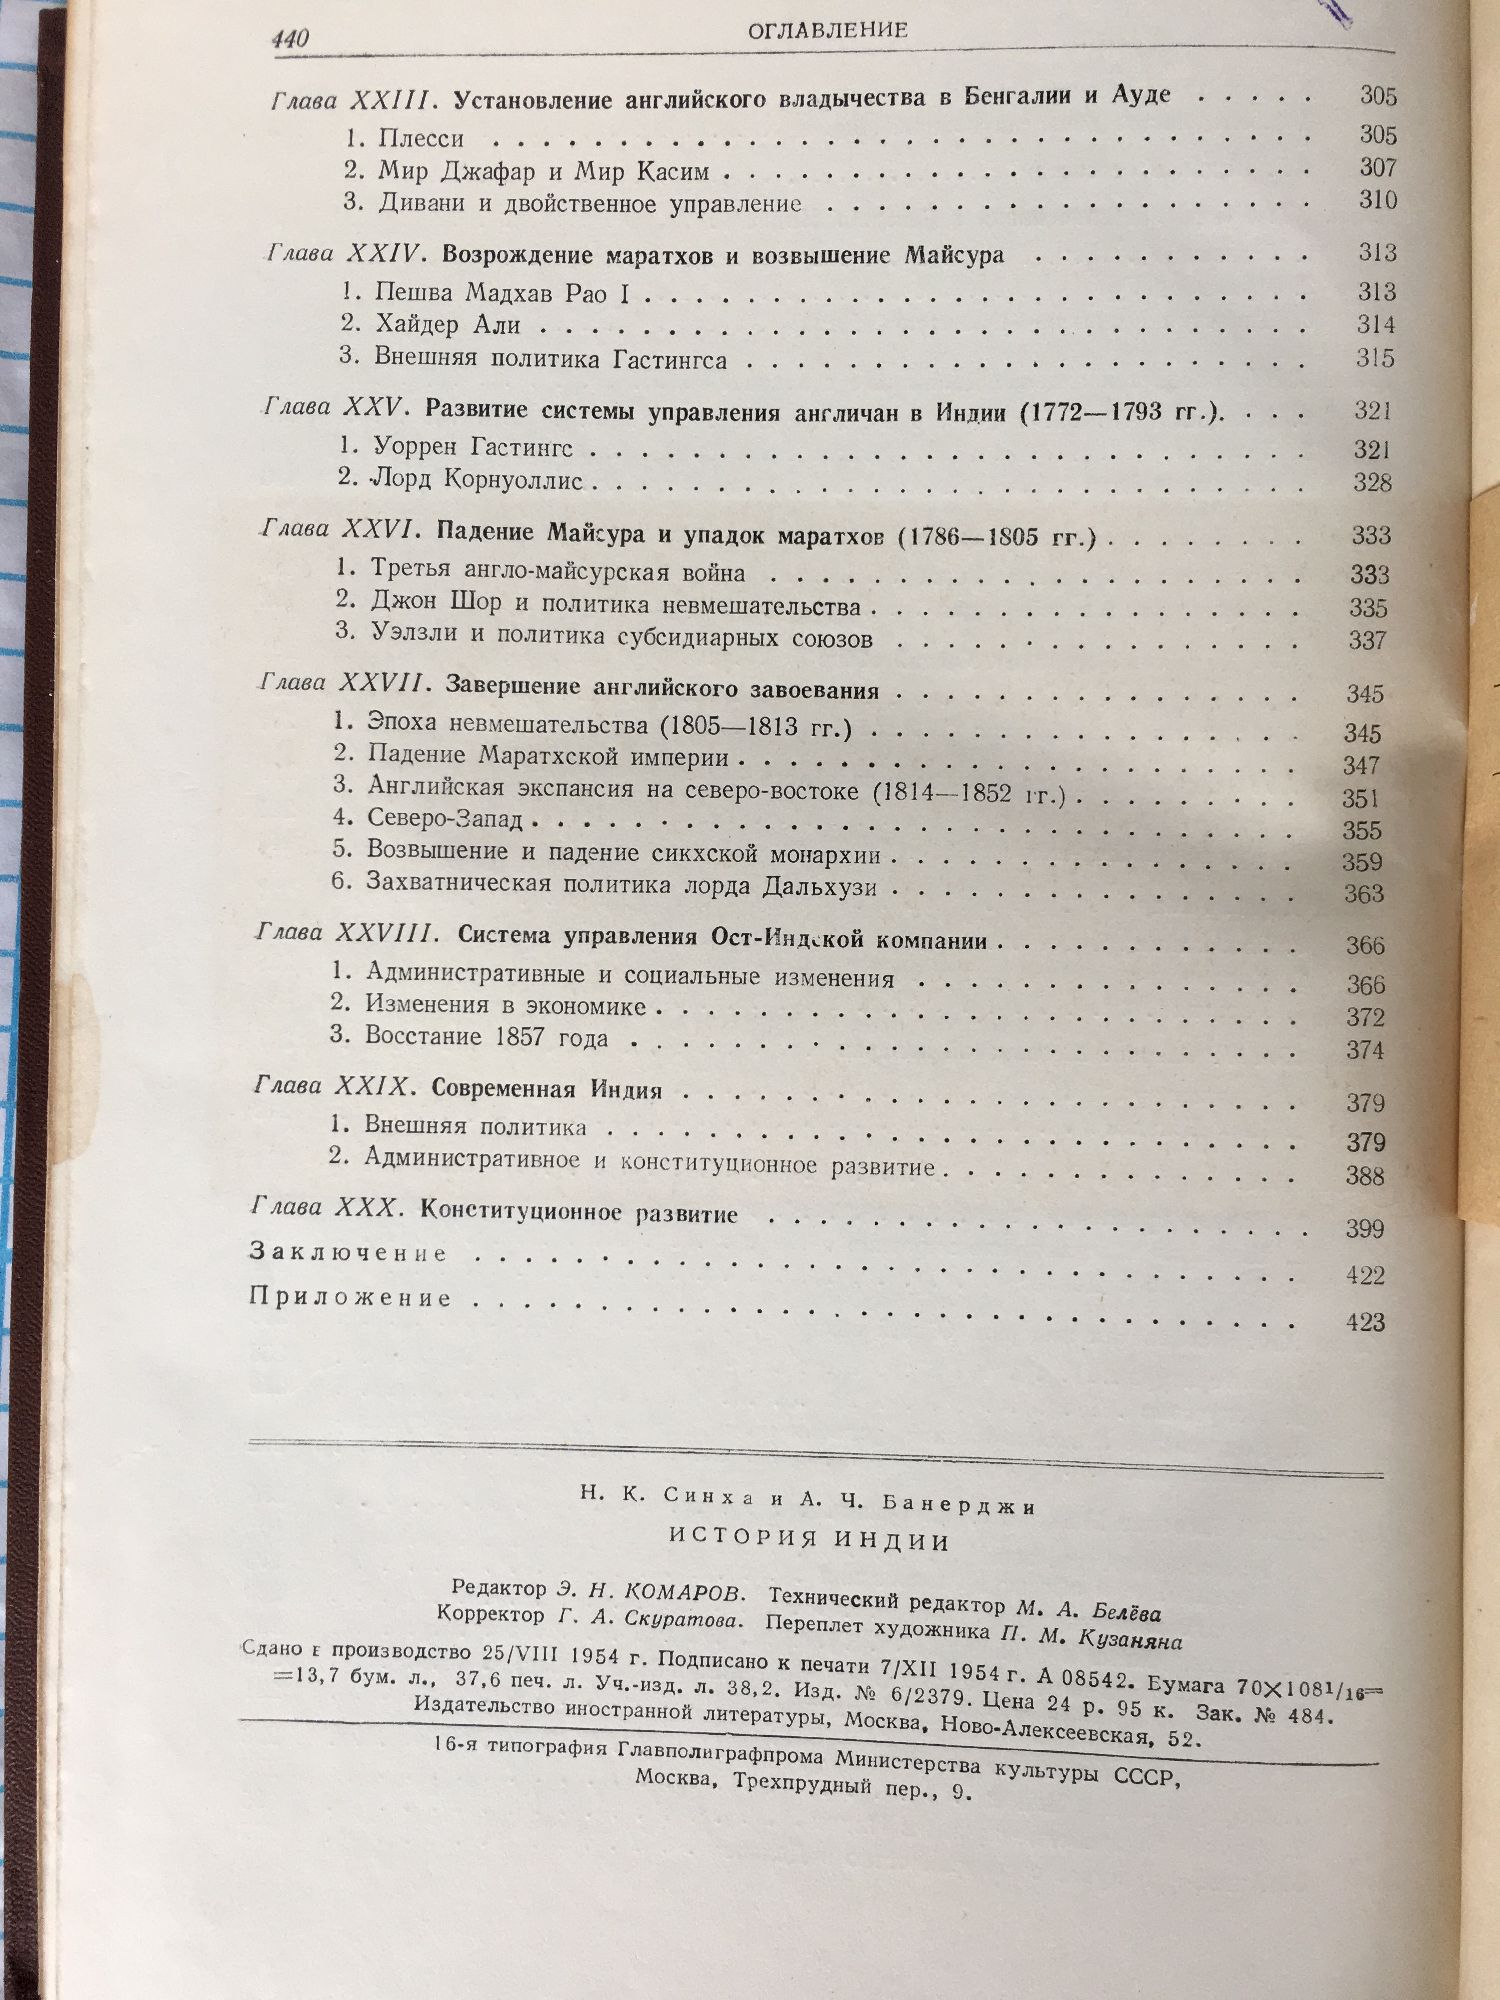 440 ОГЛАВЛЕНИЕ
Глава XXIII. Установление английского владычества в Бенгалии и Ауде . . . . . 305
1. Плесси . . . . . 305
2. Мир Джафар и Мир Касим . . . . . 307
3. Дивани и двойственное управление . . . . . 310
Глава XXIV. Возрождение маратхов и возвышение Майсура . . . . . 313
1. Пешва Мадхав Рао I . . . . . 313
2. Хайдер Али . . . . . 314
3. Внешняя политика Гастингса . . . . . 315
Глава XXV. Развитие системы управления англичан в Индии (1772—1793 гг.). . . . 321
1. Уоррен Гастингс . . . . . 321
2. Лорд Корнуоллис . . . . . 328
Глава XXVI. Падение Майсура и упадок маратхов (1786—1805 гг.) . . . . . 333
1. Третья англо-майсурская война . . . . . 333
2. Джон Шор и политика невмешательства . . . . . 335
3. Уэлзли и политика субсидиарных союзов . . . . . 337
Глава XXVII. Завершение английского завоевания . . . . . 345
1. Эпоха невмешательства (1805—1813 гг.) . . . . . 345
2. Падение Маратхской империи . . . . . 347
3. Английская экспансия на северо-востоке (1814—1852 гг.) . . . . . 351
4. Северо-Запад . . . . . 355
5. Возвышение и падение сикхской монархии . . . . . 359
6. Захватническая политика лорда Дальхузи . . . . . 363
Глава XXVIII. Система управления Ост-Индской компании . . . . . 366
1. Административные и социальные изменения . . . . . 366
2. Изменения в экономике . . . . . 372
3. Восстание 1857 года . . . . . 374
Глава XXIX. Современная Индия . . . . . 379
1. Внешняя политика . . . . . 379
2. Административное и конституционное развитие . . . . . 388
Глава XXX. Конституционное развитие . . . . . 399
Заключение . . . . . 422
Приложение . . . . . 423
Н. К. Синха и А. Ч. Банерджи
ИСТОРИЯ ИНДИИ
Редактор Э. Н. КОМАРОВ. Технический редактор М. А. Белёва
Корректор Г. А. Скуратова. Переплет художника П. М. Кузаняна
Сдано в производство 25/VIII 1954 г. Подписано к печати 7/XII 1954 г. А 08542. Бумага 70×108¹/₁₆=
=13,7 бум. л., 37,6 печ. л. Уч.-изд. л. 38,2. Изд. № 6/2379. Цена 24 р. 95 к. Зак. № 484.
Издательство иностранной литературы, Москва, Ново-Алексеевская, 52.
16-я типография Главполиграфпрома Министерства культуры СССР,
Москва, Трехпрудный пер., 9.